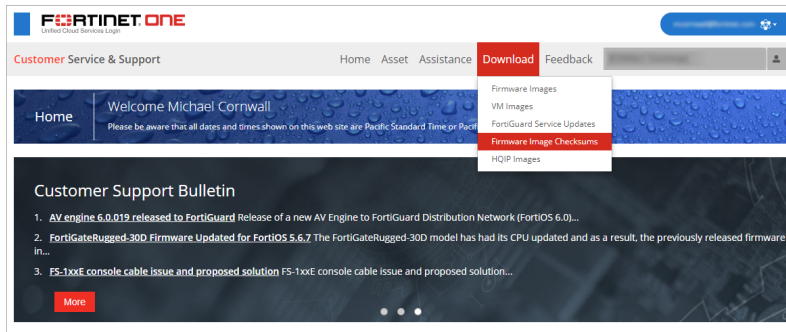 FORTINET ONE
Unified Cloud Services Login
Customer Service & Support
Home Asset Assistance Download Feedback
Firmware Images
VM Images
FortiGuard Service Updates
Firmware Image Checksums
HQIP Images
Home
Welcome Michael Cornwall
Please be aware that all dates and times shown on this web site are Pacific Standard Time or Pacif
Customer Support Bulletin
1. AV engine 6.0.019 released to FortiGuard Release of a new AV Engine to FortiGuard Distribution Network (FortiOS 6.0)...
2. FortiGateRugged-30D Firmware Updated for FortiOS 5.6.7 The FortiGateRugged-30D model has had its CPU updated and as a result, the previously released firmware
in...
3. FS-1xxE console cable issue and proposed solution FS-1xxE console cable issue and proposed solution...
More